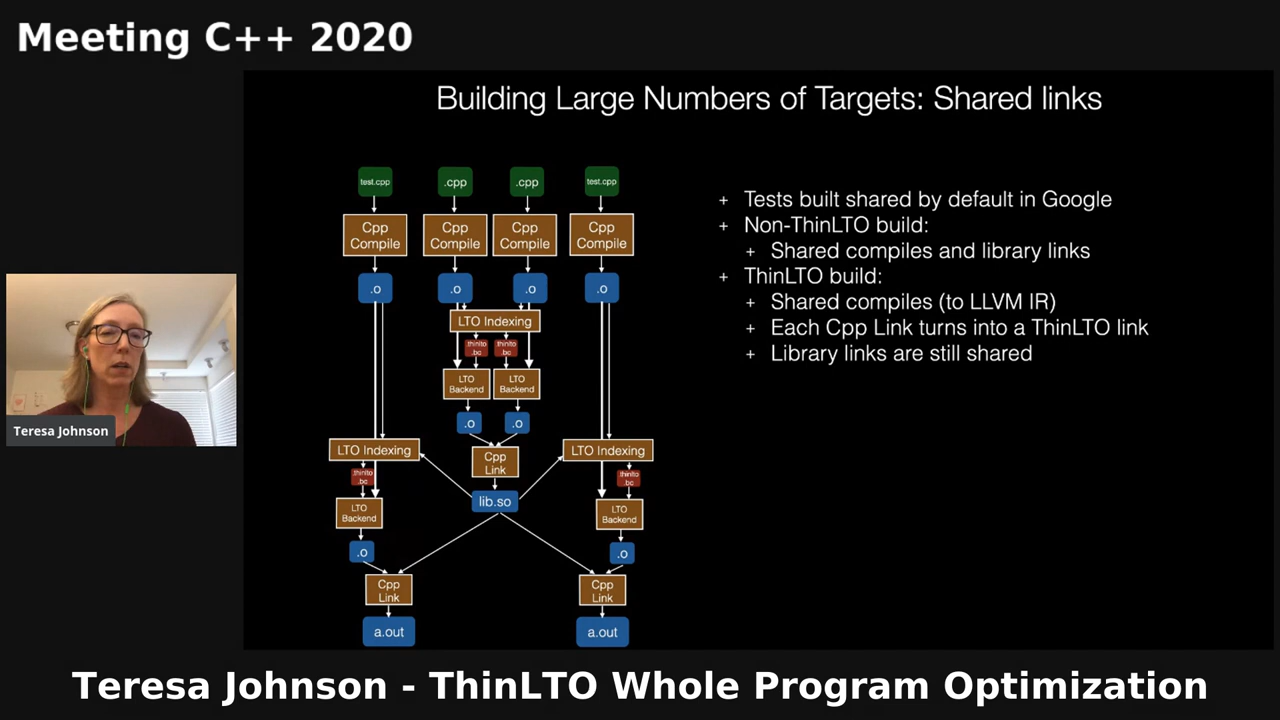 Meeting C++ 2020
Building Large Numbers of Targets: Shared links
test.cpp
.cpp
.cpp
test.cpp
Cpp
Compile
Cpp
Compile
Cpp
Compile
Cpp
Compile
.o
.o
.o
.o
LTO Indexing
thinlto
.bc
thinlto
.bc
LTO
Backend
LTO
Backend
.o
.o
LTO Indexing
Cpp
Link
LTO Indexing
thinlto
.bc
thinlto
.bc
lib.so
LTO
Backend
LTO
Backend
.o
.o
Cpp
Link
Cpp
Link
a.out
a.out
+ Tests built shared by default in Google
+ Non-ThinLTO build:
+ Shared compiles and library links
+ ThinLTO build:
+ Shared compiles (to LLVM IR)
+ Each Cpp Link turns into a ThinLTO link
+ Library links are still shared
Teresa Johnson
Teresa Johnson - ThinLTO Whole Program Optimization